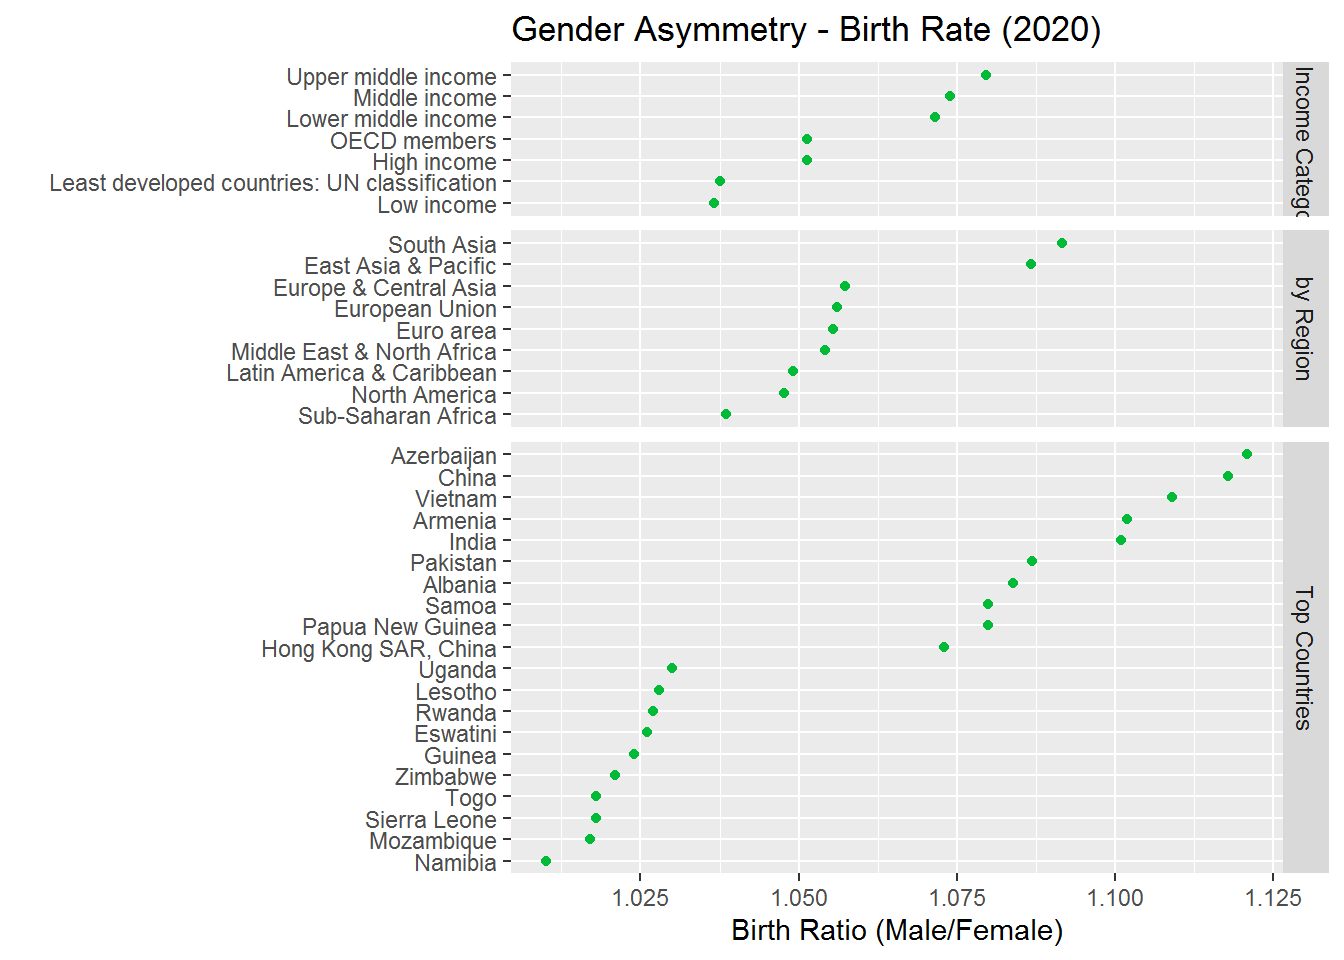 Gender Asymmetry - Birth Rate (2020)
Upper middle income
Middle income
Lower middle income
OECD members
High income
Least developed countries: UN classification
Low income
Income Catego
South Asia
East Asia & Pacific
Europe & Central Asia
European Union
Euro area
Middle East & North Africa
Latin America & Caribbean
North America
Sub-Saharan Africa
by Region
Azerbaijan
China
Vietnam
Armenia
India
Pakistan
Albania
Samoa
Papua New Guinea
Hong Kong SAR, China
Uganda
Lesotho
Rwanda
Eswatini
Guinea
Zimbabwe
Togo
Sierra Leone
Mozambique
Namibia
Top Countries
1.025 1.050 1.075 1.100 1.125
Birth Ratio (Male/Female)